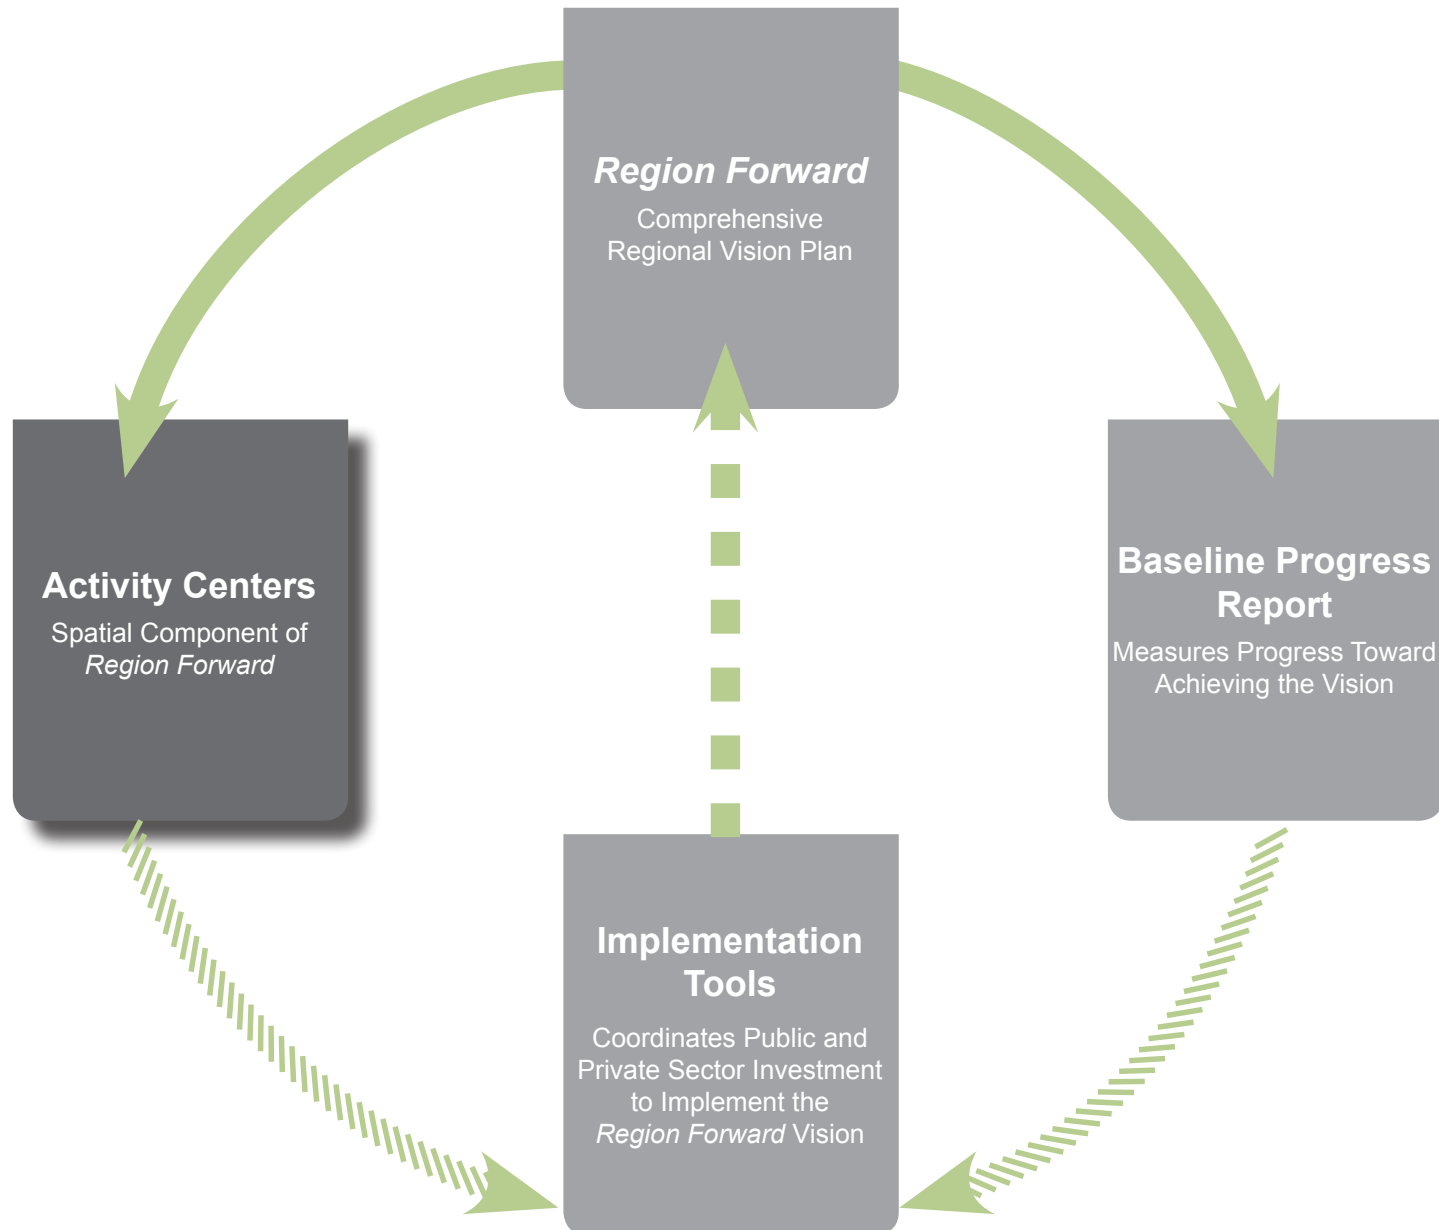 Region Forward
Comprehensive
Regional Vision Plan
Activity Centers
Spatial Component of
Region Forward
Baseline Progress
Report
Measures Progress Toward
Achieving the Vision
Implementation
Tools
Coordinates Public and
Private Sector Investment
to Implement the
Region Forward Vision